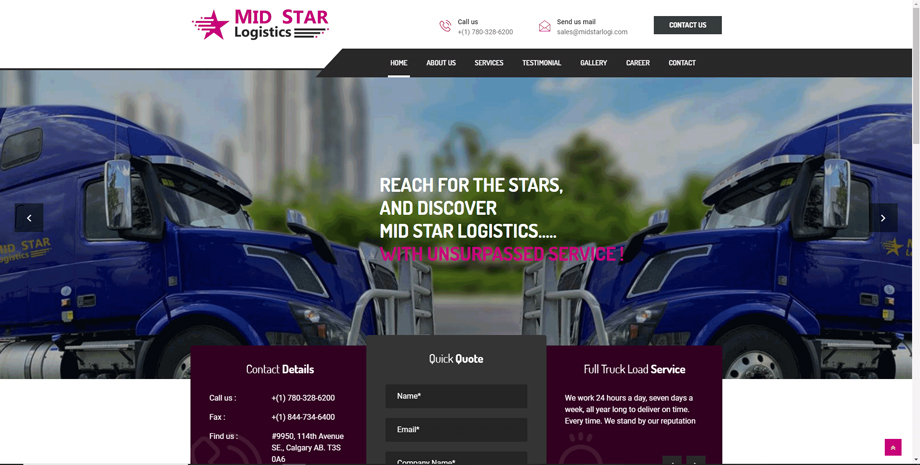 MID STAR
Logistics
Call us
+(1) 780-328-6200
Send us mail
sales@midstarlogi.com
CONTACT US
HOME
ABOUT US
SERVICES
TESTIMONIAL
GALLERY
CAREER
CONTACT
REACH FOR THE STARS,
AND DISCOVER
MID STAR LOGISTICS.....
WITH UNSURPASSED SERVICE !
MID STAR
Logistics
Contact Details
Call us :
+(1) 780-328-6200
Fax :
+(1) 844-734-6400
Find us :
#9950, 114th Avenue
SE., Calgary AB. T3S
0A6
Quick Quote
Name*
Email*
Company Name*
Full Truck Load Service
We work 24 hours a day, seven days a
week, all year long to deliver on time.
Every time. We stand by our reputation